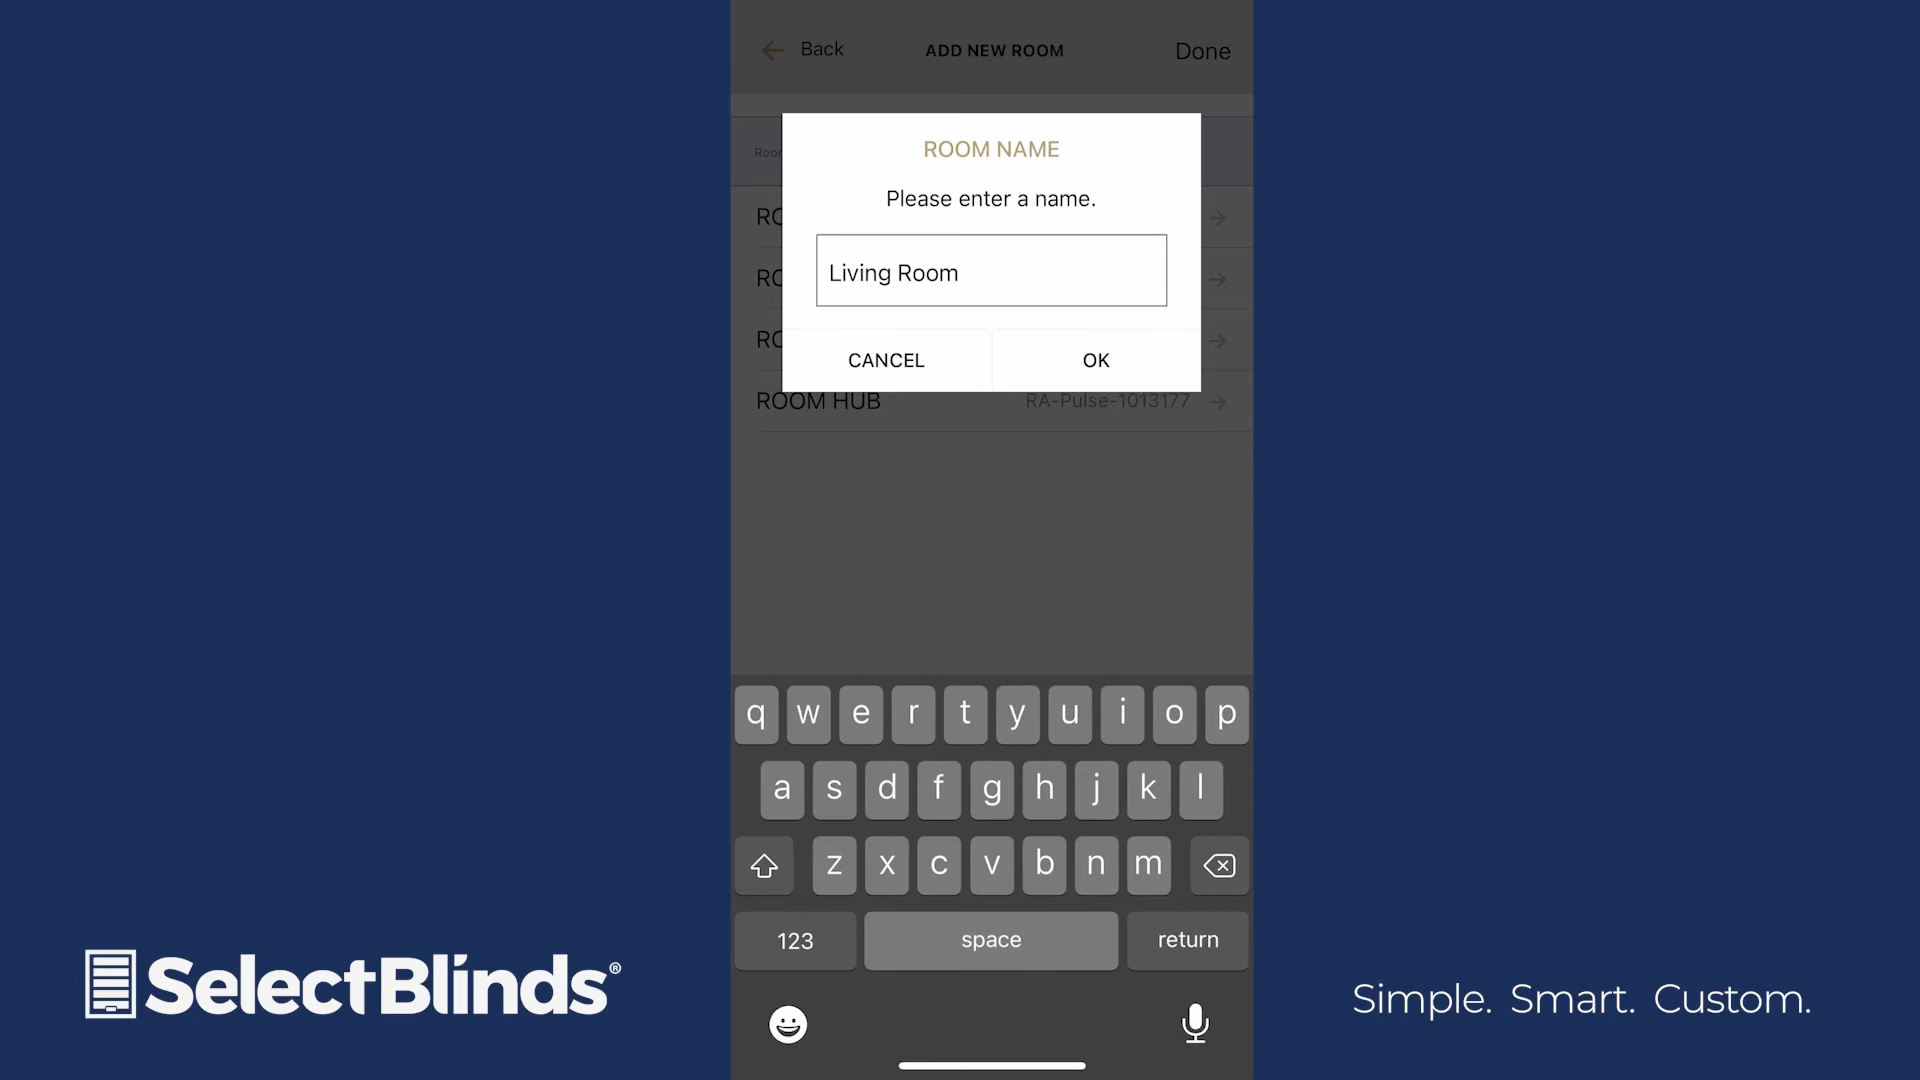 Back
ADD NEW ROOM
Done
ROOM NAME
Please enter a name.
Living Room
CANCEL
OK
ROOM HUB
RA-Pulse-1013177
q w e r t y u i o p
a s d f g h j k l
z x c v b n m
123
space
return
SelectBlinds®
Simple. Smart. Custom.